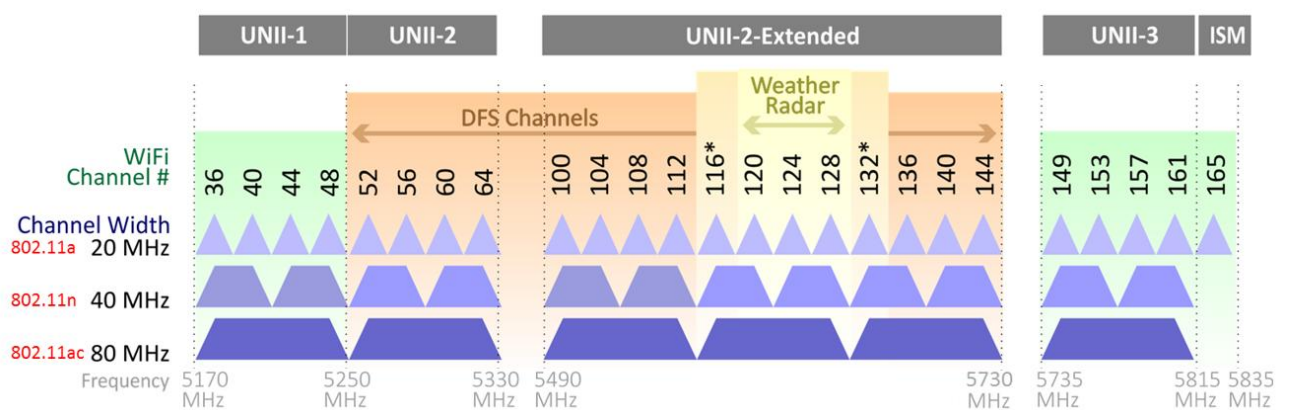 UNII-1 UNII-2 UNII-2-Extended UNII-3 ISM
Weather
Radar
DFS Channels
WiFi
Channel #
36 40 44 48 52 56 60 64 100 104 108 112 116* 120 124 128 132* 136 140 144 149 153 157 161 165
Channel Width
802.11a 20 MHz
802.11n 40 MHz
802.11ac 80 MHz
Frequency 5170 5250 5330 5490 5730 5735 5815 5835
MHz MHz MHz MHz MHz MHz MHz MHz